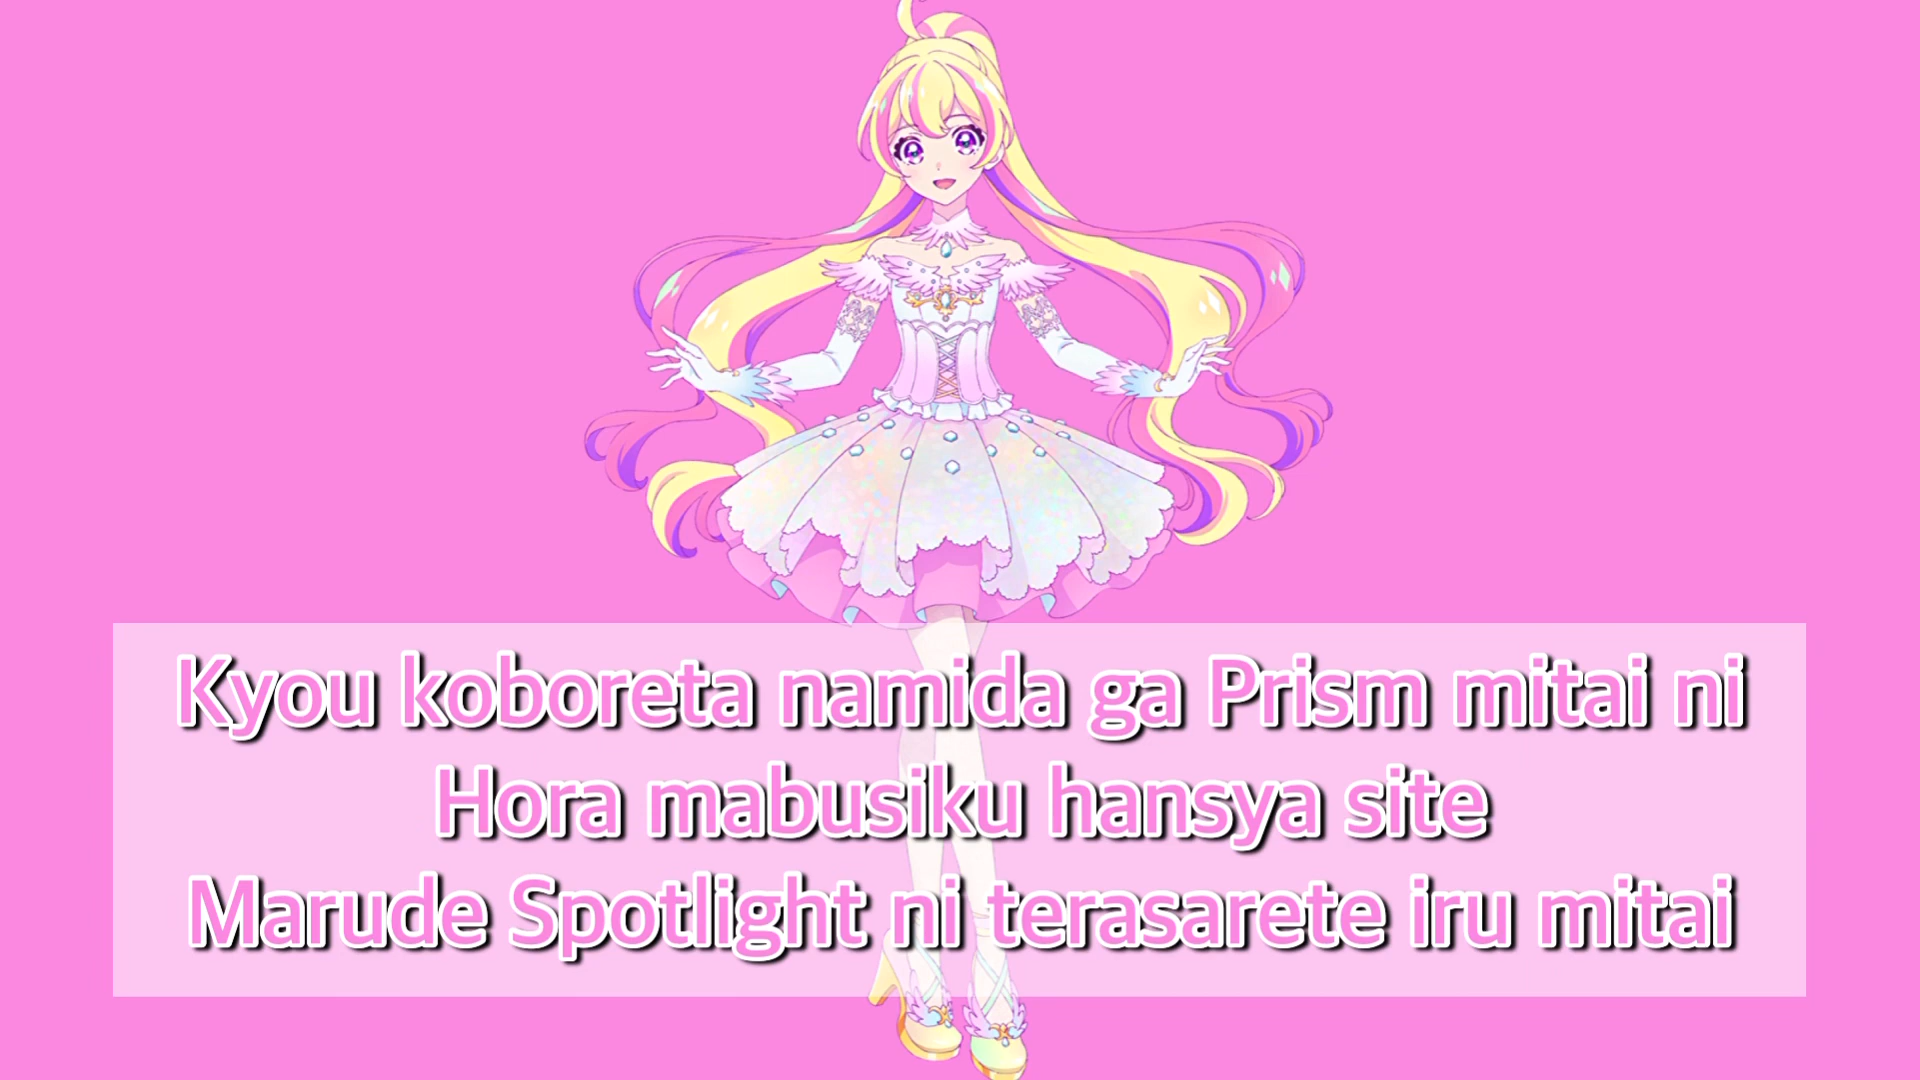 Kyou koboreta namida ga Prism mitai ni
Hora mabusiku hansya site
Marude Spotlight ni terasarete iru mitai